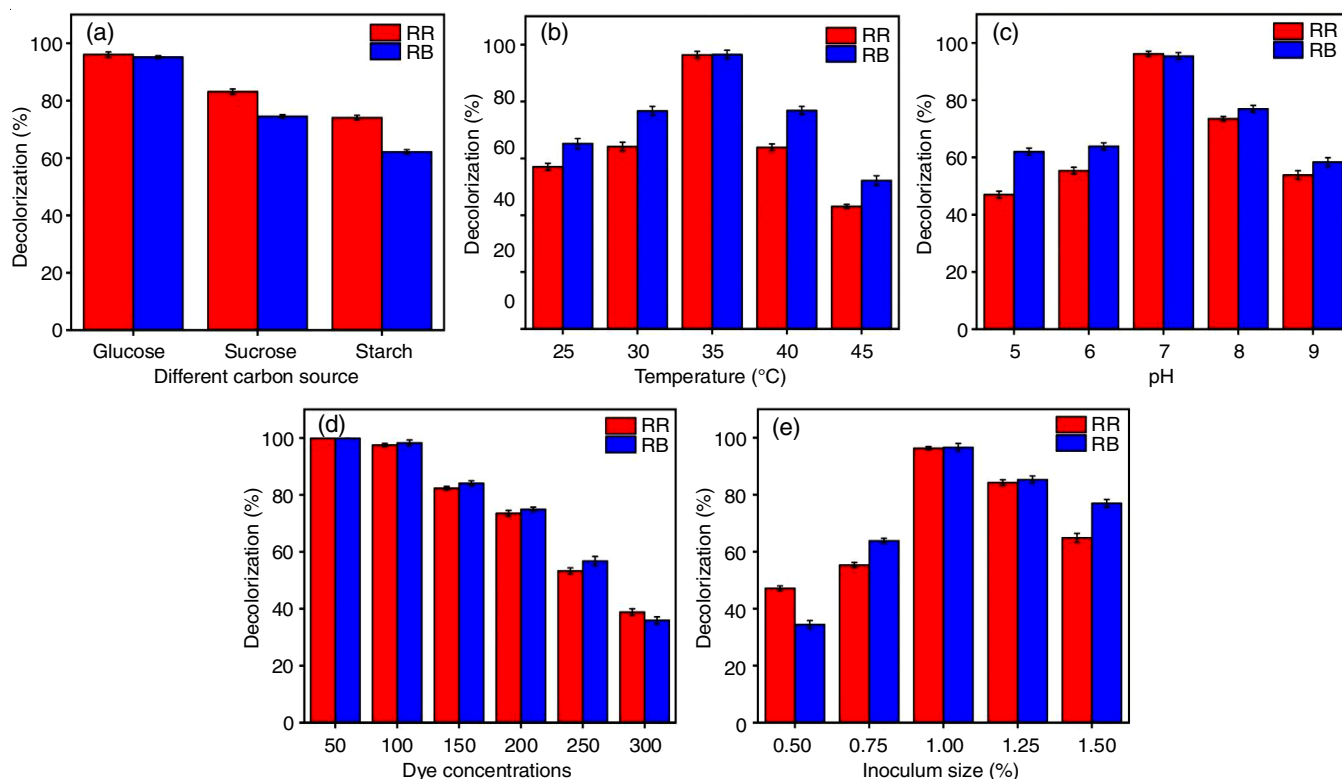 (a)
RR
RB
100
80
60
40
20
0
Decolorization (%)
Glucose Sucrose Starch
Different carbon source
(b)
RR
RB
100
80
60
40
20
0
Decolorization (%)
25 30 35 40 45
Temperature (°C)
(c)
RR
RB
100
80
60
40
20
0
Decolorization (%)
5 6 7 8 9
pH
(d)
RR
RB
100
80
60
40
20
0
Decolorization (%)
50 100 150 200 250 300
Dye concentrations
(e)
RR
RB
100
80
60
40
20
0
Decolorization (%)
0.50 0.75 1.00 1.25 1.50
Inoculum size (%)